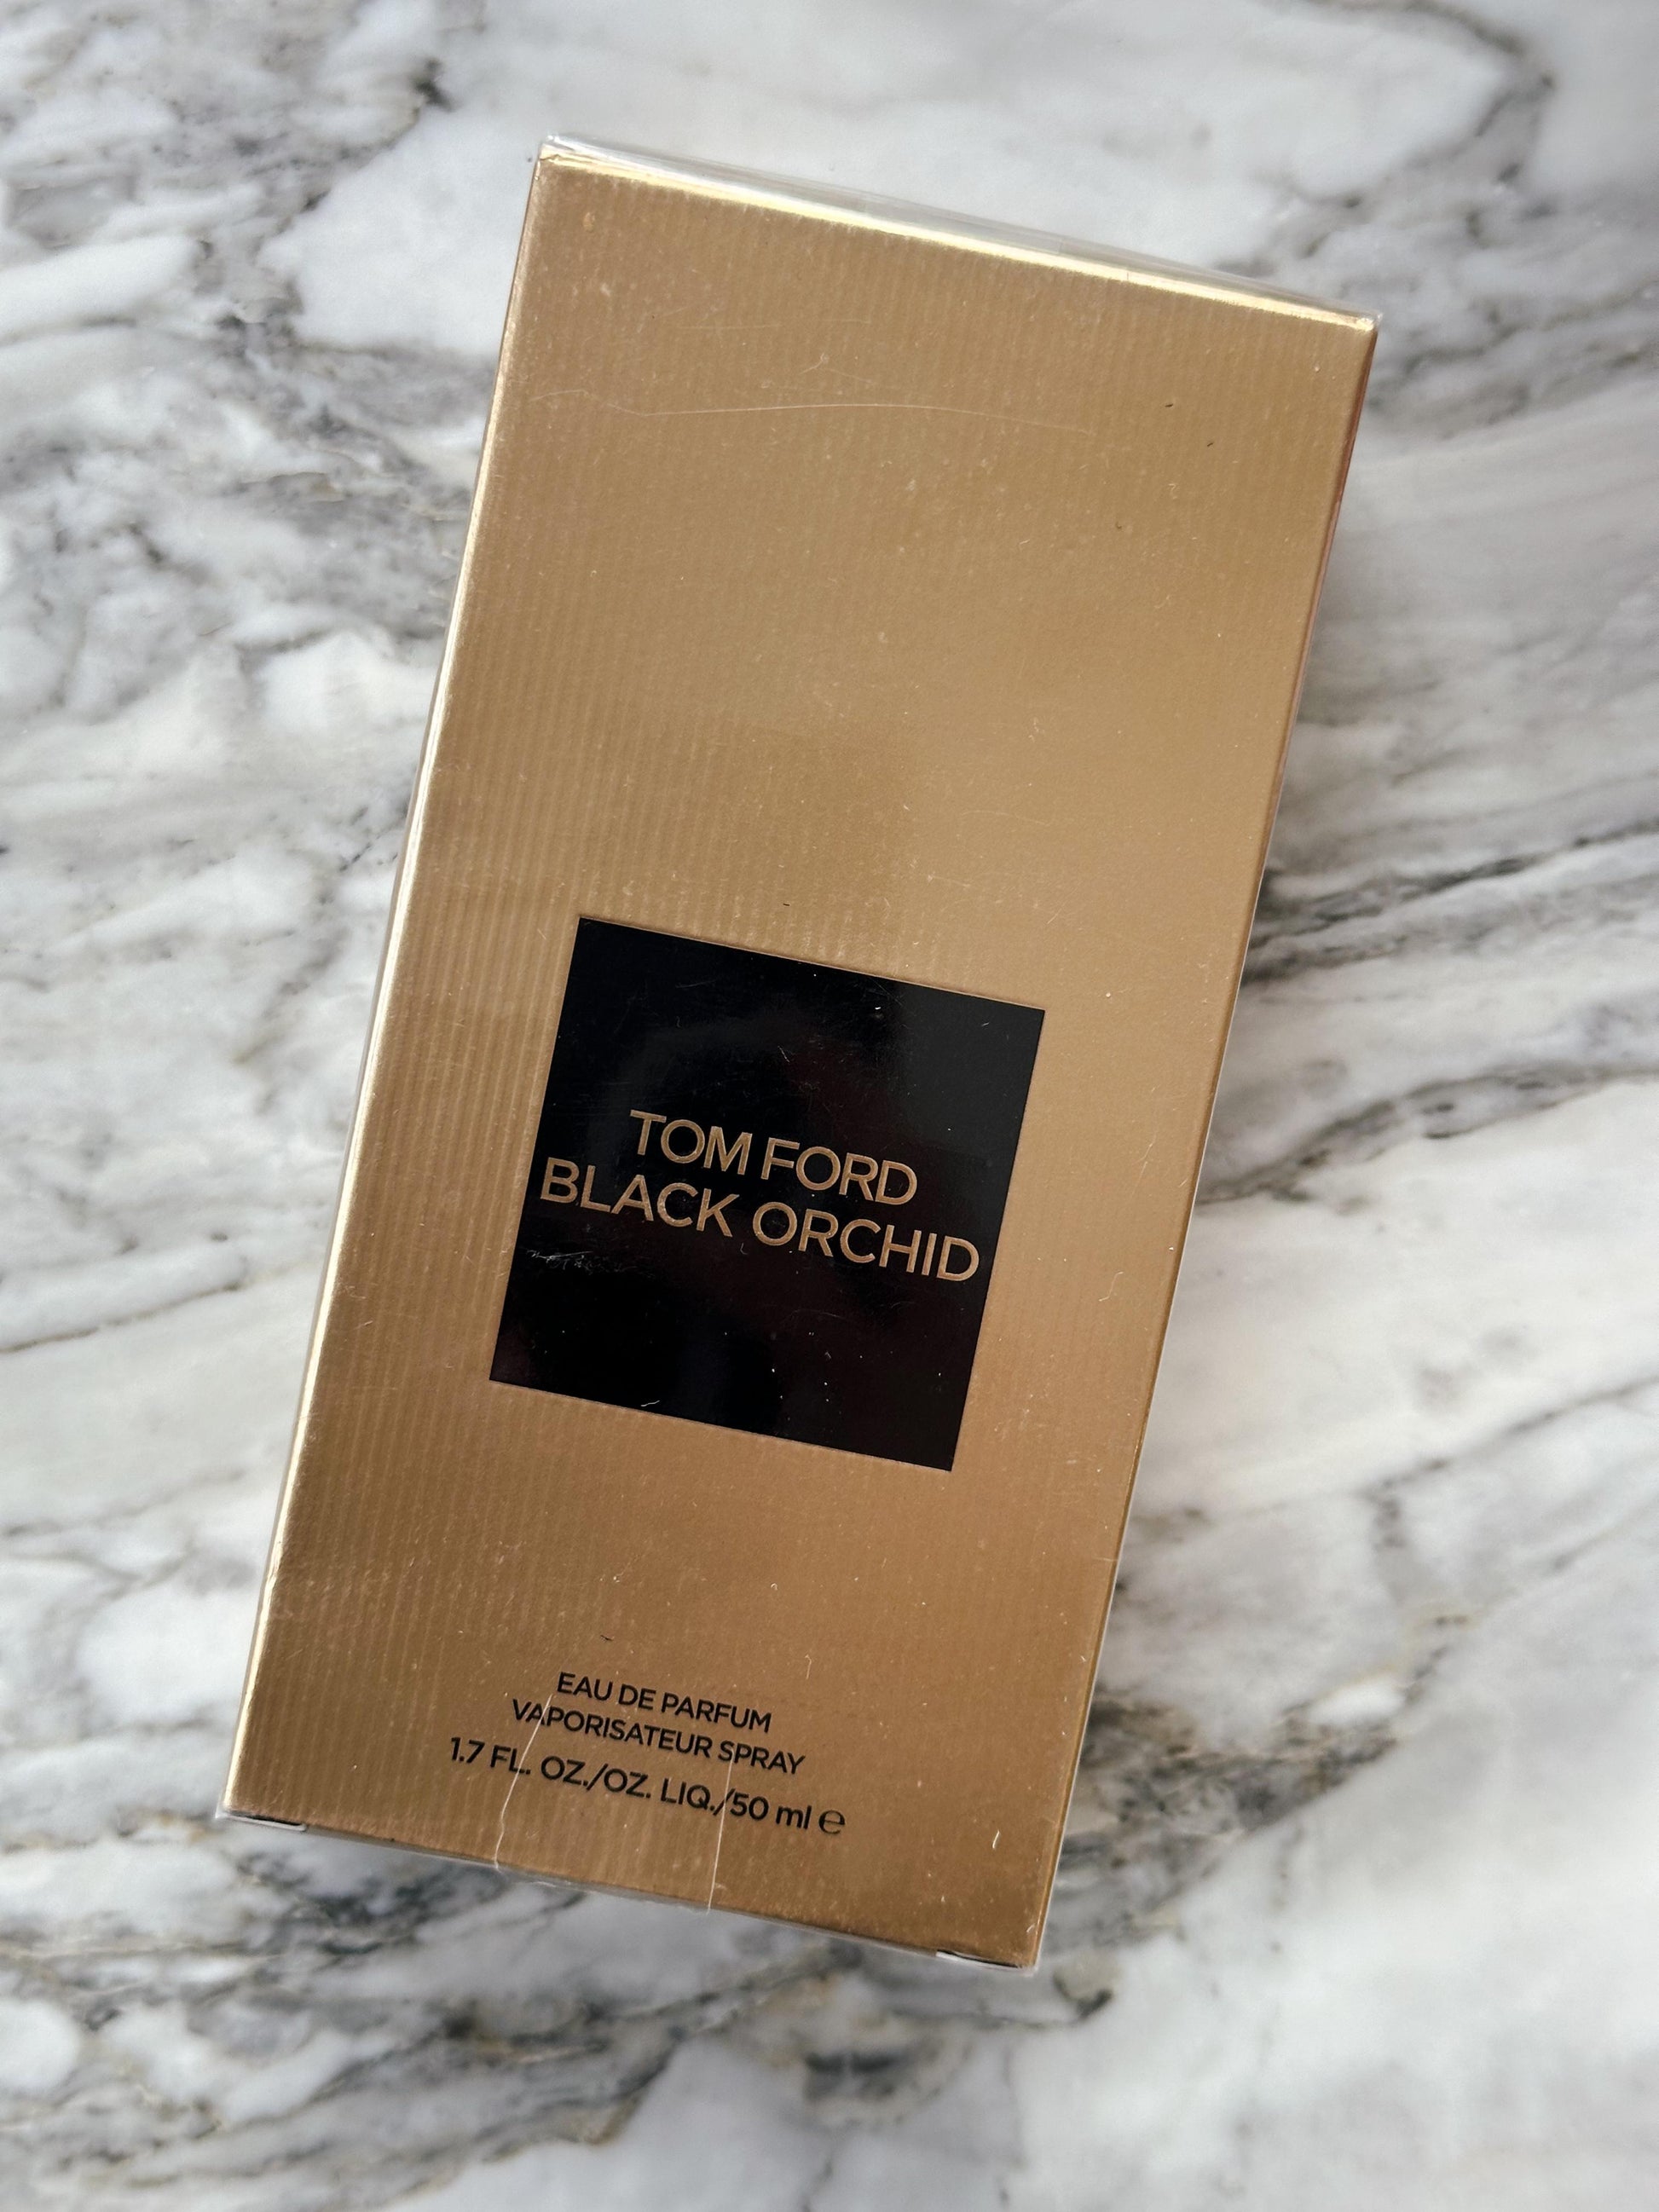 TOM FORD
BLACK ORCHID
EAU DE PARFUM
VAPORISATEUR SPRAY
1.7 FL. OZ./OZ. LIQ./50 ml ℮